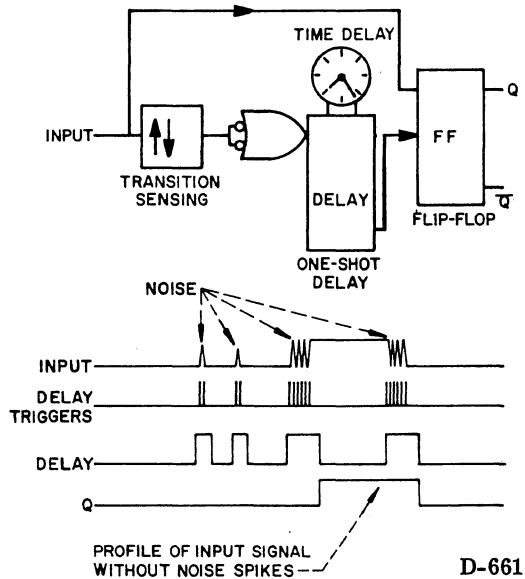 TIME DELAY
Q
INPUT
FF
TRANSITION
SENSING
DELAY
Q̅
FLIP-FLOP
ONE-SHOT
DELAY
NOISE
INPUT
DELAY
TRIGGERS
DELAY
Q
PROFILE OF INPUT SIGNAL
WITHOUT NOISE SPIKES
D-661